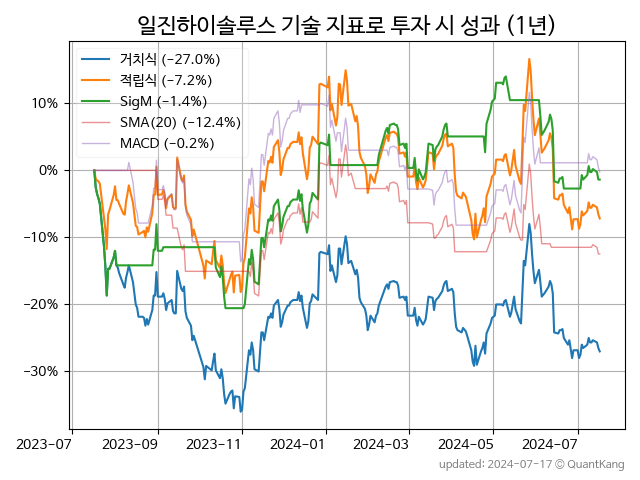 일진하이솔루스 기술 지표로 투자 시 성과 (1년)
거치식 (−27.0%)
적립식 (−7.2%)
SigM (−1.4%)
SMA(20) (−12.4%)
MACD (−0.2%)
10%
0%
−10%
−20%
−30%
2023-07 2023-09 2023-11 2024-01 2024-03 2024-05 2024-07
updated: 2024-07-17 © QuantKang